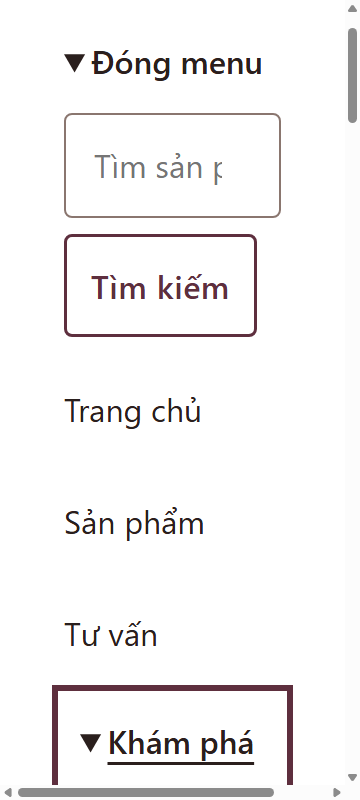 Đóng menu
Tìm sản
Tìm kiếm
Trang chủ
Sản phẩm
Tư vấn
Khám phá